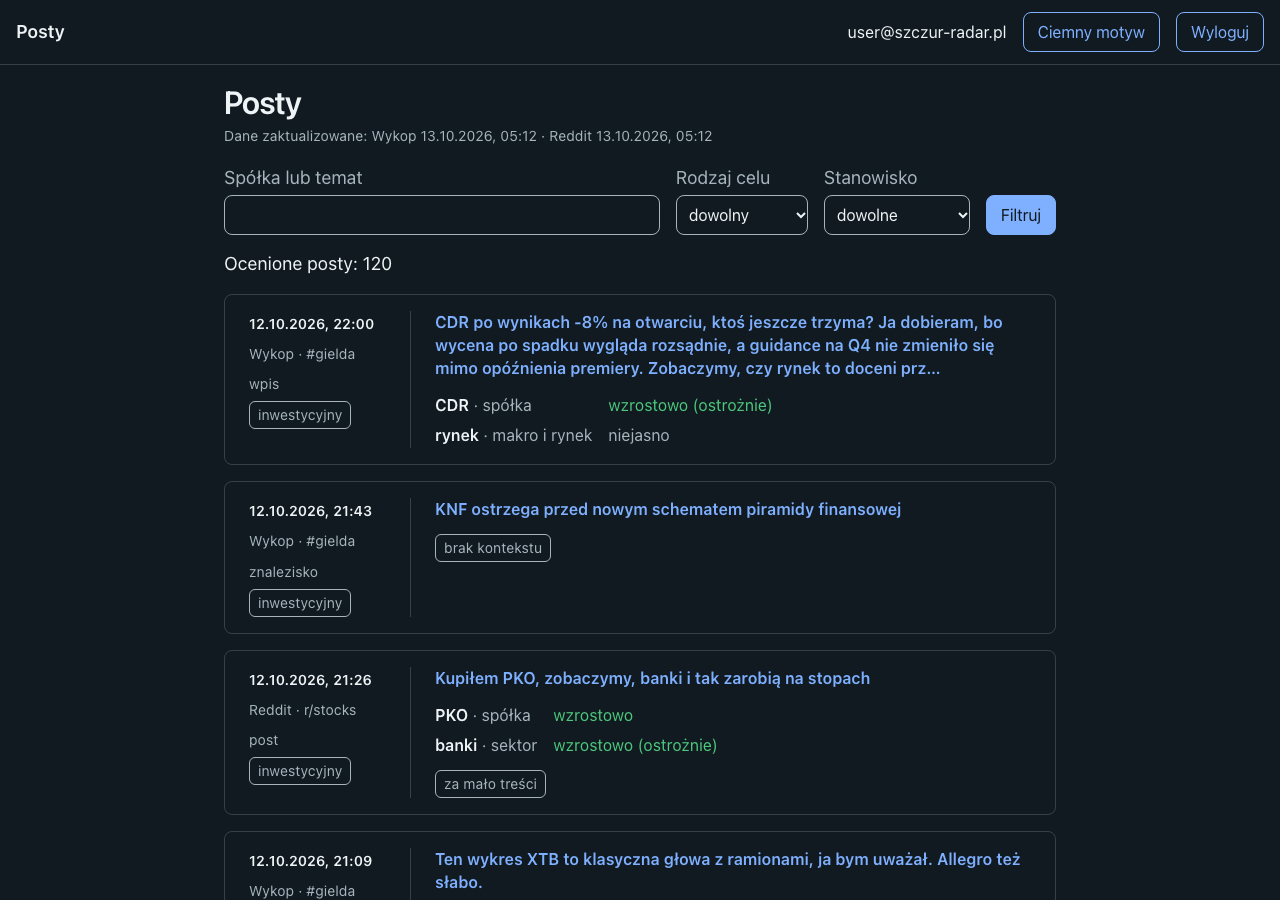 Posty
user@szczur-radar.pl
Ciemny motyw
Wyloguj
Posty
Dane zaktualizowane: Wykop 13.10.2026, 05:12 · Reddit 13.10.2026, 05:12
Spółka lub temat
Rodzaj celu
Stanowisko
dowolny
dowolne
Filtruj
Ocenione posty: 120
12.10.2026, 22:00
Wykop · #gielda
wpis
inwestycyjny
CDR po wynikach -8% na otwarciu, ktoś jeszcze trzyma? Ja dobieram, bo
wycena po spadku wygląda rozsądnie, a guidance na Q4 nie zmieniło się
mimo opóźnienia premiery. Zobaczymy, czy rynek to doceni prz...
CDR · spółka wzrostowo (ostrożnie)
rynek · makro i rynek niejasno
12.10.2026, 21:43
Wykop · #gielda
znalezisko
inwestycyjny
KNF ostrzega przed nowym schematem piramidy finansowej
brak kontekstu
12.10.2026, 21:26
Reddit · r/stocks
post
inwestycyjny
Kupiłem PKO, zobaczymy, banki i tak zarobią na stopach
PKO · spółka wzrostowo
banki · sektor wzrostowo (ostrożnie)
za mało treści
12.10.2026, 21:09
Wykop · #gielda
Ten wykres XTB to klasyczna głowa z ramionami, ja bym uważał. Allegro też
słabo.